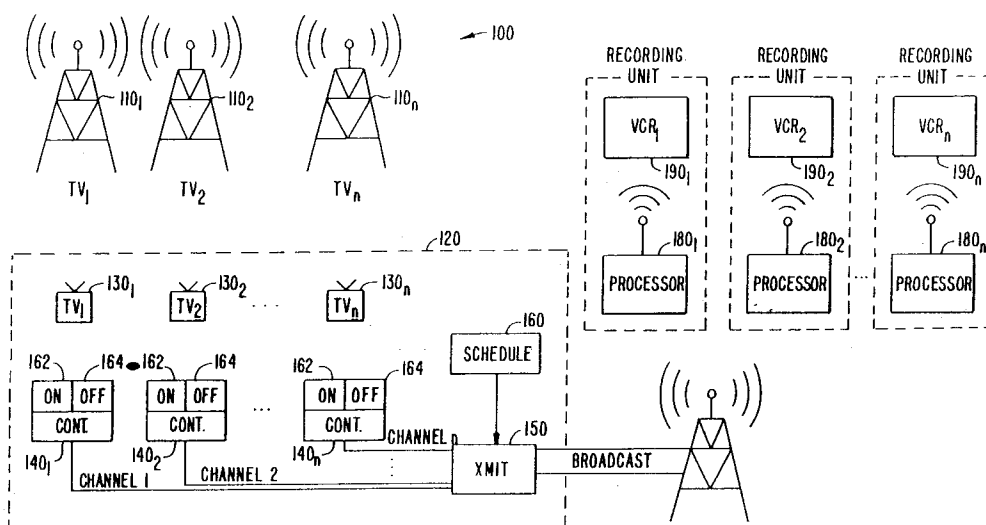 100
110₁
110₂
110ₙ
TV₁
TV₂
TVₙ
RECORDING UNIT
RECORDING UNIT
RECORDING UNIT
VCR₁
VCR₂
VCRₙ
190₁
190₂
190ₙ
180₁
180₂
180ₙ
PROCESSOR
PROCESSOR
...
PROCESSOR
120
TV₁
130₁
TV₂
130₂
....
TVₙ
130ₙ
160
SCHEDULE
162
164
162
164
162
164
ON
OFF
ON
OFF
...
ON
OFF
CONT.
CONT.
CONT.
140₁
140₂
140ₙ
CHANNEL 1
CHANNEL 2
CHANNEL n
150
XMIT
BROADCAST